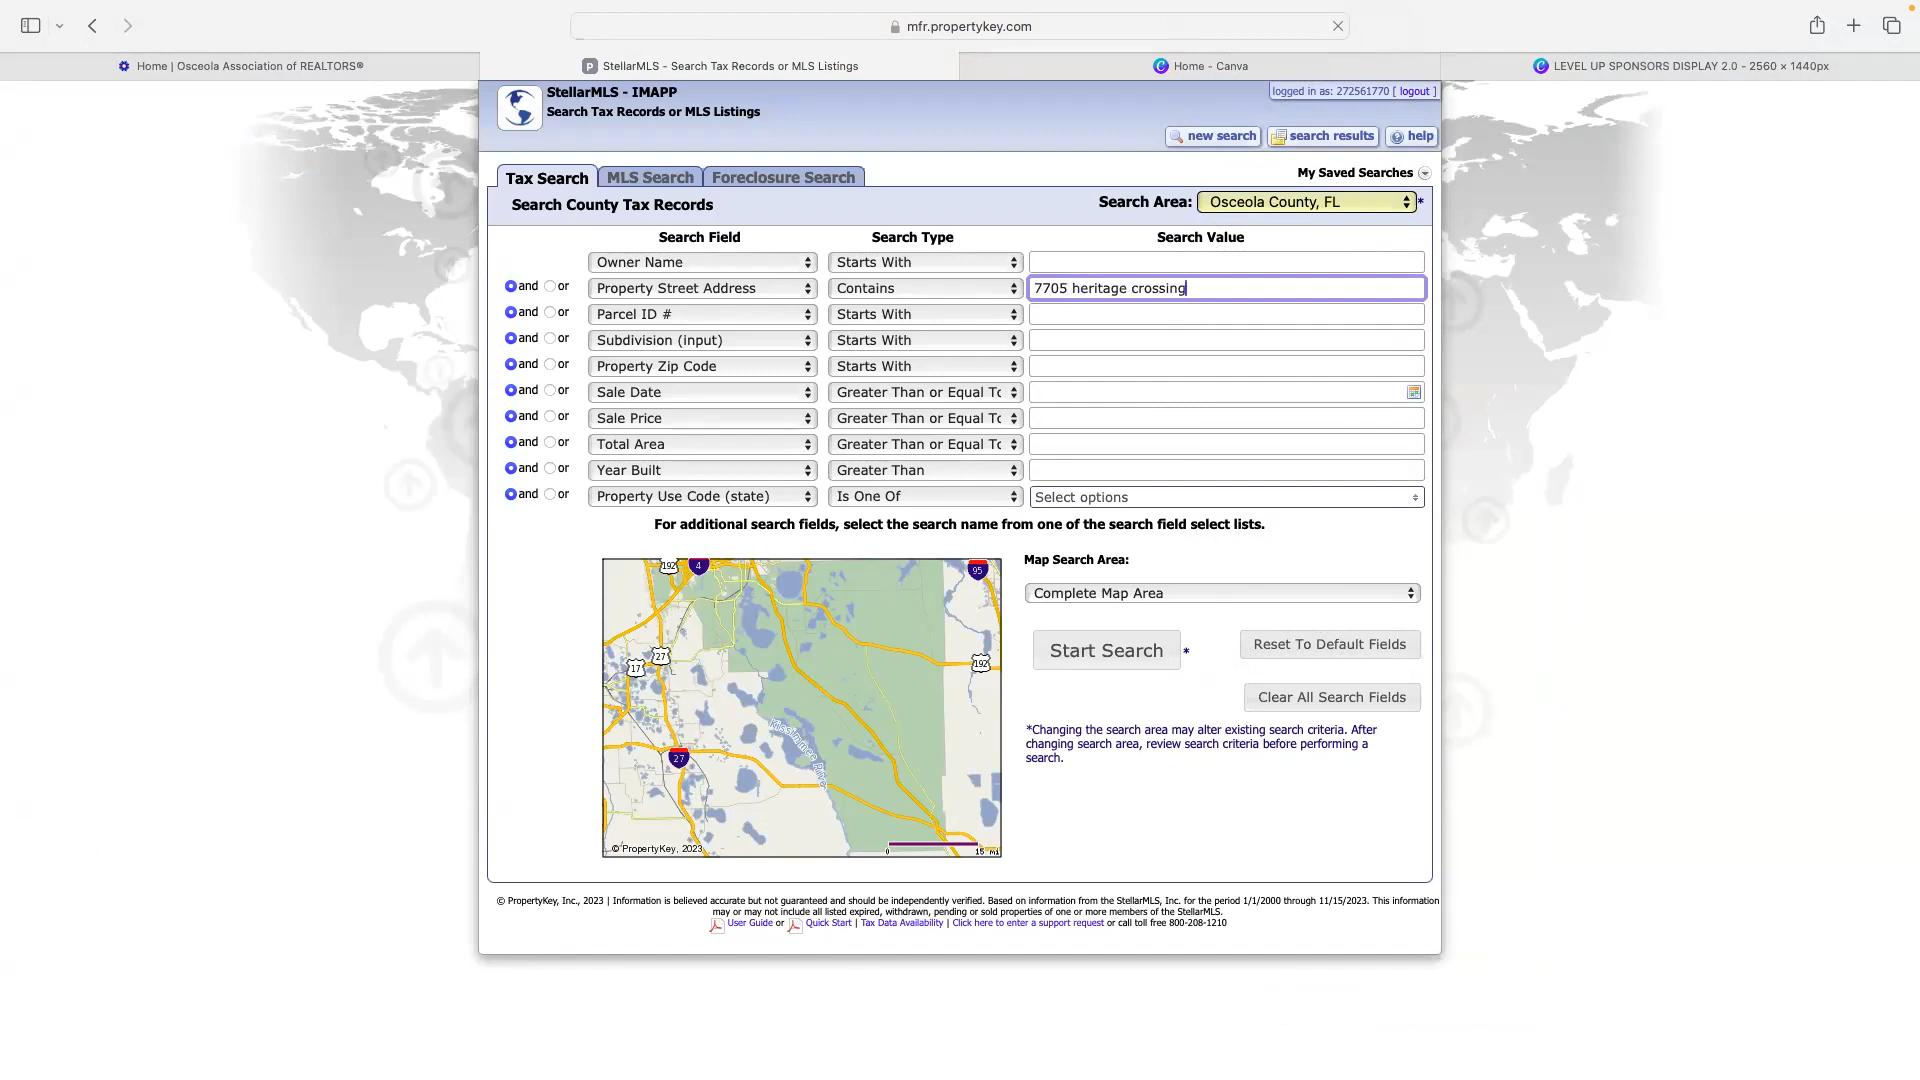 mfr.propertykey.com
Home | Osceola Association of REALTORS®
StellarMLS - Search Tax Records or MLS Listings
Home - Canva
LEVEL UP SPONSORS DISPLAY 2.0 - 2560 × 1440px
StellarMLS - IMAPP
Search Tax Records or MLS Listings
logged in as: 272561770 [ logout ]
new search
search results
help
Tax Search
MLS Search
Foreclosure Search
My Saved Searches
Search County Tax Records
Search Area: Osceola County, FL *
Search Field Search Type Search Value
Owner Name Starts With
and or Property Street Address Contains 7705 heritage crossing
and or Parcel ID # Starts With
and or Subdivision (input) Starts With
and or Property Zip Code Starts With
and or Sale Date Greater Than or Equal To
and or Sale Price Greater Than or Equal To
and or Total Area Greater Than or Equal To
and or Year Built Greater Than
and or Property Use Code (state) Is One Of Select options
For additional search fields, select the search name from one of the search field select lists.
192
4
95
27
17
192
27
Kissimmee River
© PropertyKey, 2023
0 15 mi
Map Search Area:
Complete Map Area
Start Search *
Reset To Default Fields
Clear All Search Fields
*Changing the search area may alter existing search criteria. After
changing search area, review search criteria before performing a
search.
© PropertyKey, Inc., 2023 | Information is believed accurate but not guaranteed and should be independently verified. Based on information from the StellarMLS, Inc. for the period 1/1/2000 through 11/15/2023. This information
may or may not include all listed expired, withdrawn, pending or sold properties of one or more members of the StellarMLS.
User Guide or Quick Start | Tax Data Availability | Click here to enter a support request or call toll free 800-208-1210